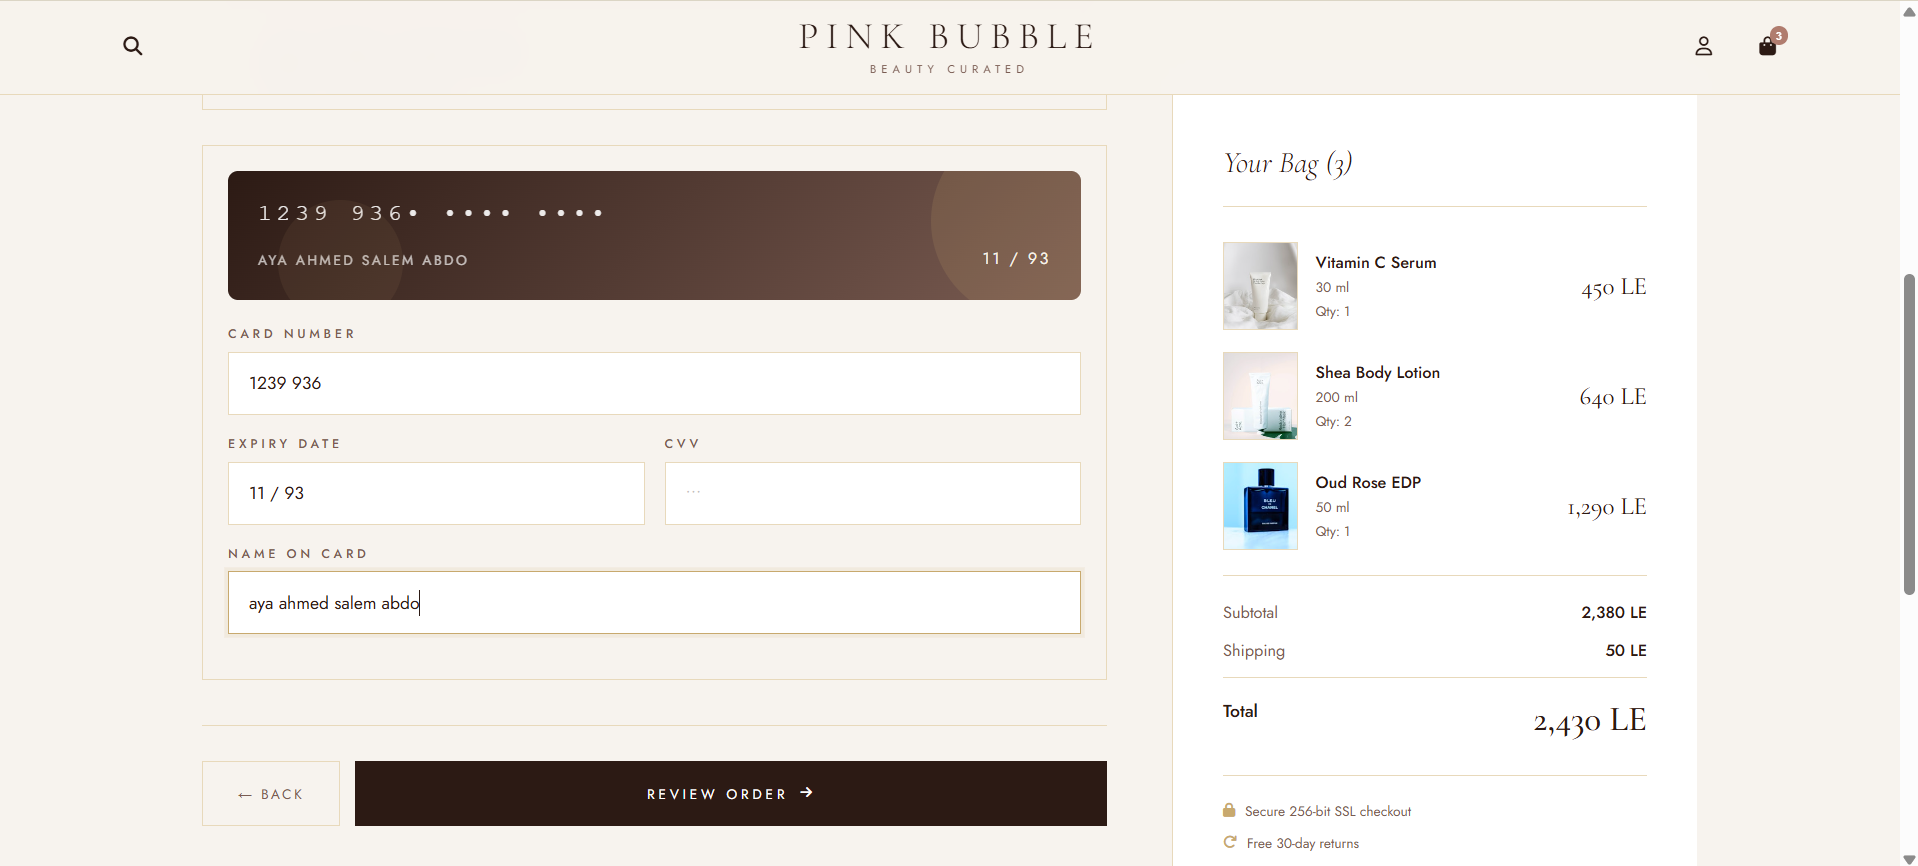 PINK BUBBLE
BEAUTY CURATED
3
1239 936• •••• ••••
AYA AHMED SALEM ABDO
11 / 93
CARD NUMBER
1239 936
EXPIRY DATE
CVV
11 / 93
···
NAME ON CARD
aya ahmed salem abdo
← BACK
REVIEW ORDER →
Your Bag (3)
Vitamin C Serum
30 ml
Qty: 1
450 LE
Shea Body Lotion
200 ml
Qty: 2
640 LE
BLEU
CHANEL
Oud Rose EDP
50 ml
Qty: 1
1,290 LE
Subtotal
2,380 LE
Shipping
50 LE
Total
2,430 LE
Secure 256-bit SSL checkout
Free 30-day returns